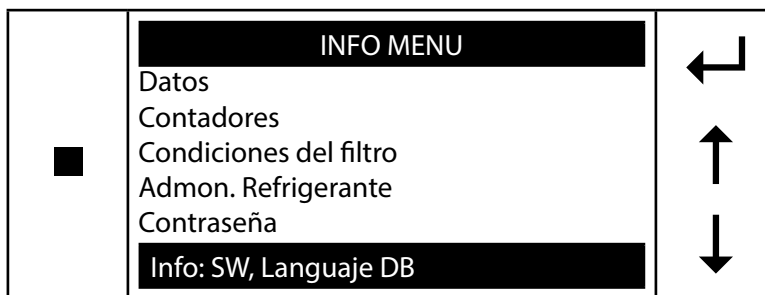 INFO MENU
Datos
Contadores
Condiciones del filtro
Admon. Refrigerante
Contraseña
Info: SW, Languaje DB